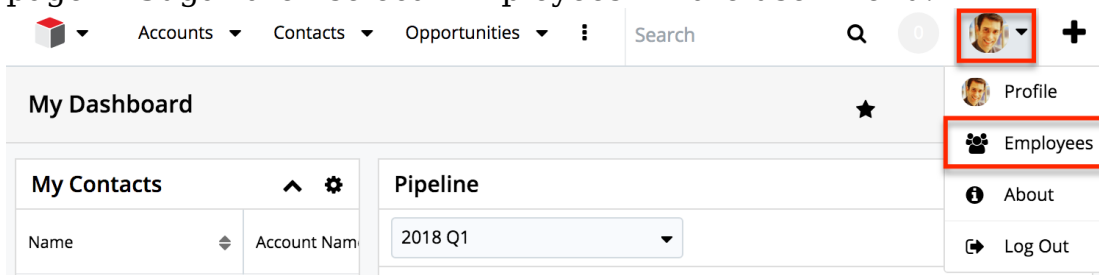 Accounts Contacts Opportunities Search 0
My Dashboard
Profile
Employees
About
Log Out
My Contacts
Name Account Nam
Pipeline
2018 Q1